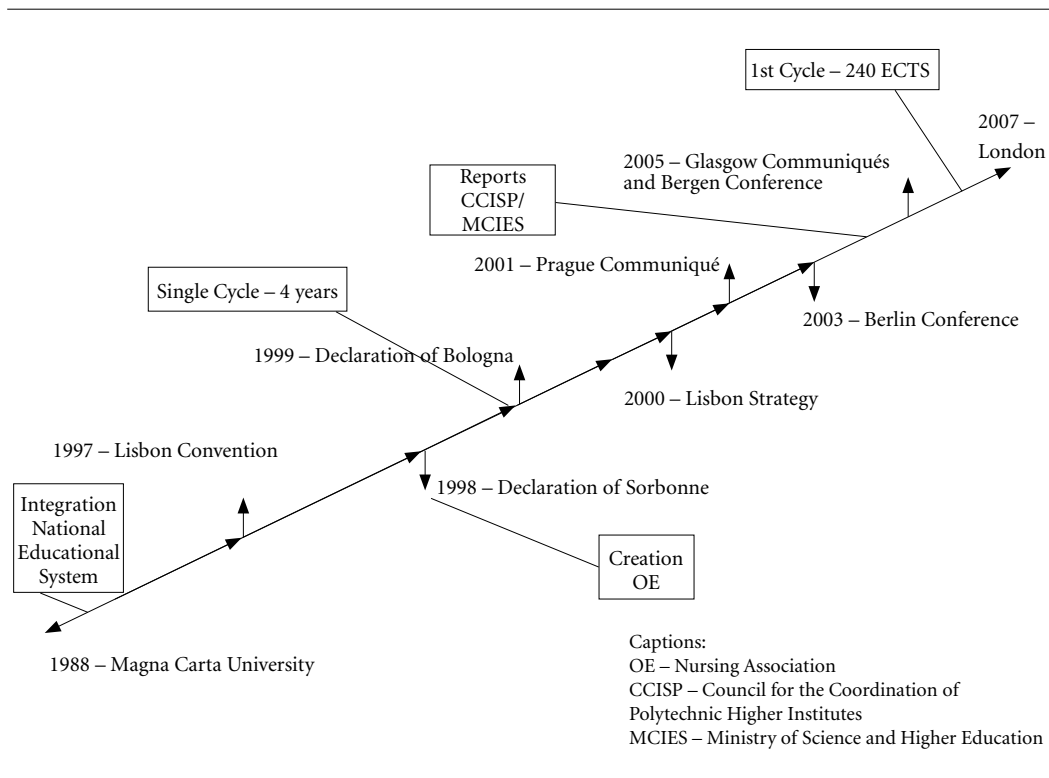 1st Cycle – 240 ECTS
2007 –
London
2005 – Glasgow Communiqués
and Bergen Conference
Reports
CCISP/
MCIES
2001 – Prague Communiqué
Single Cycle – 4 years
2003 – Berlin Conference
1999 – Declaration of Bologna
2000 – Lisbon Strategy
1997 – Lisbon Convention
1998 – Declaration of Sorbonne
Integration
National
Educational
System
Creation
OE
1988 – Magna Carta University
Captions:
OE – Nursing Association
CCISP – Council for the Coordination of
Polytechnic Higher Institutes
MCIES – Ministry of Science and Higher Education